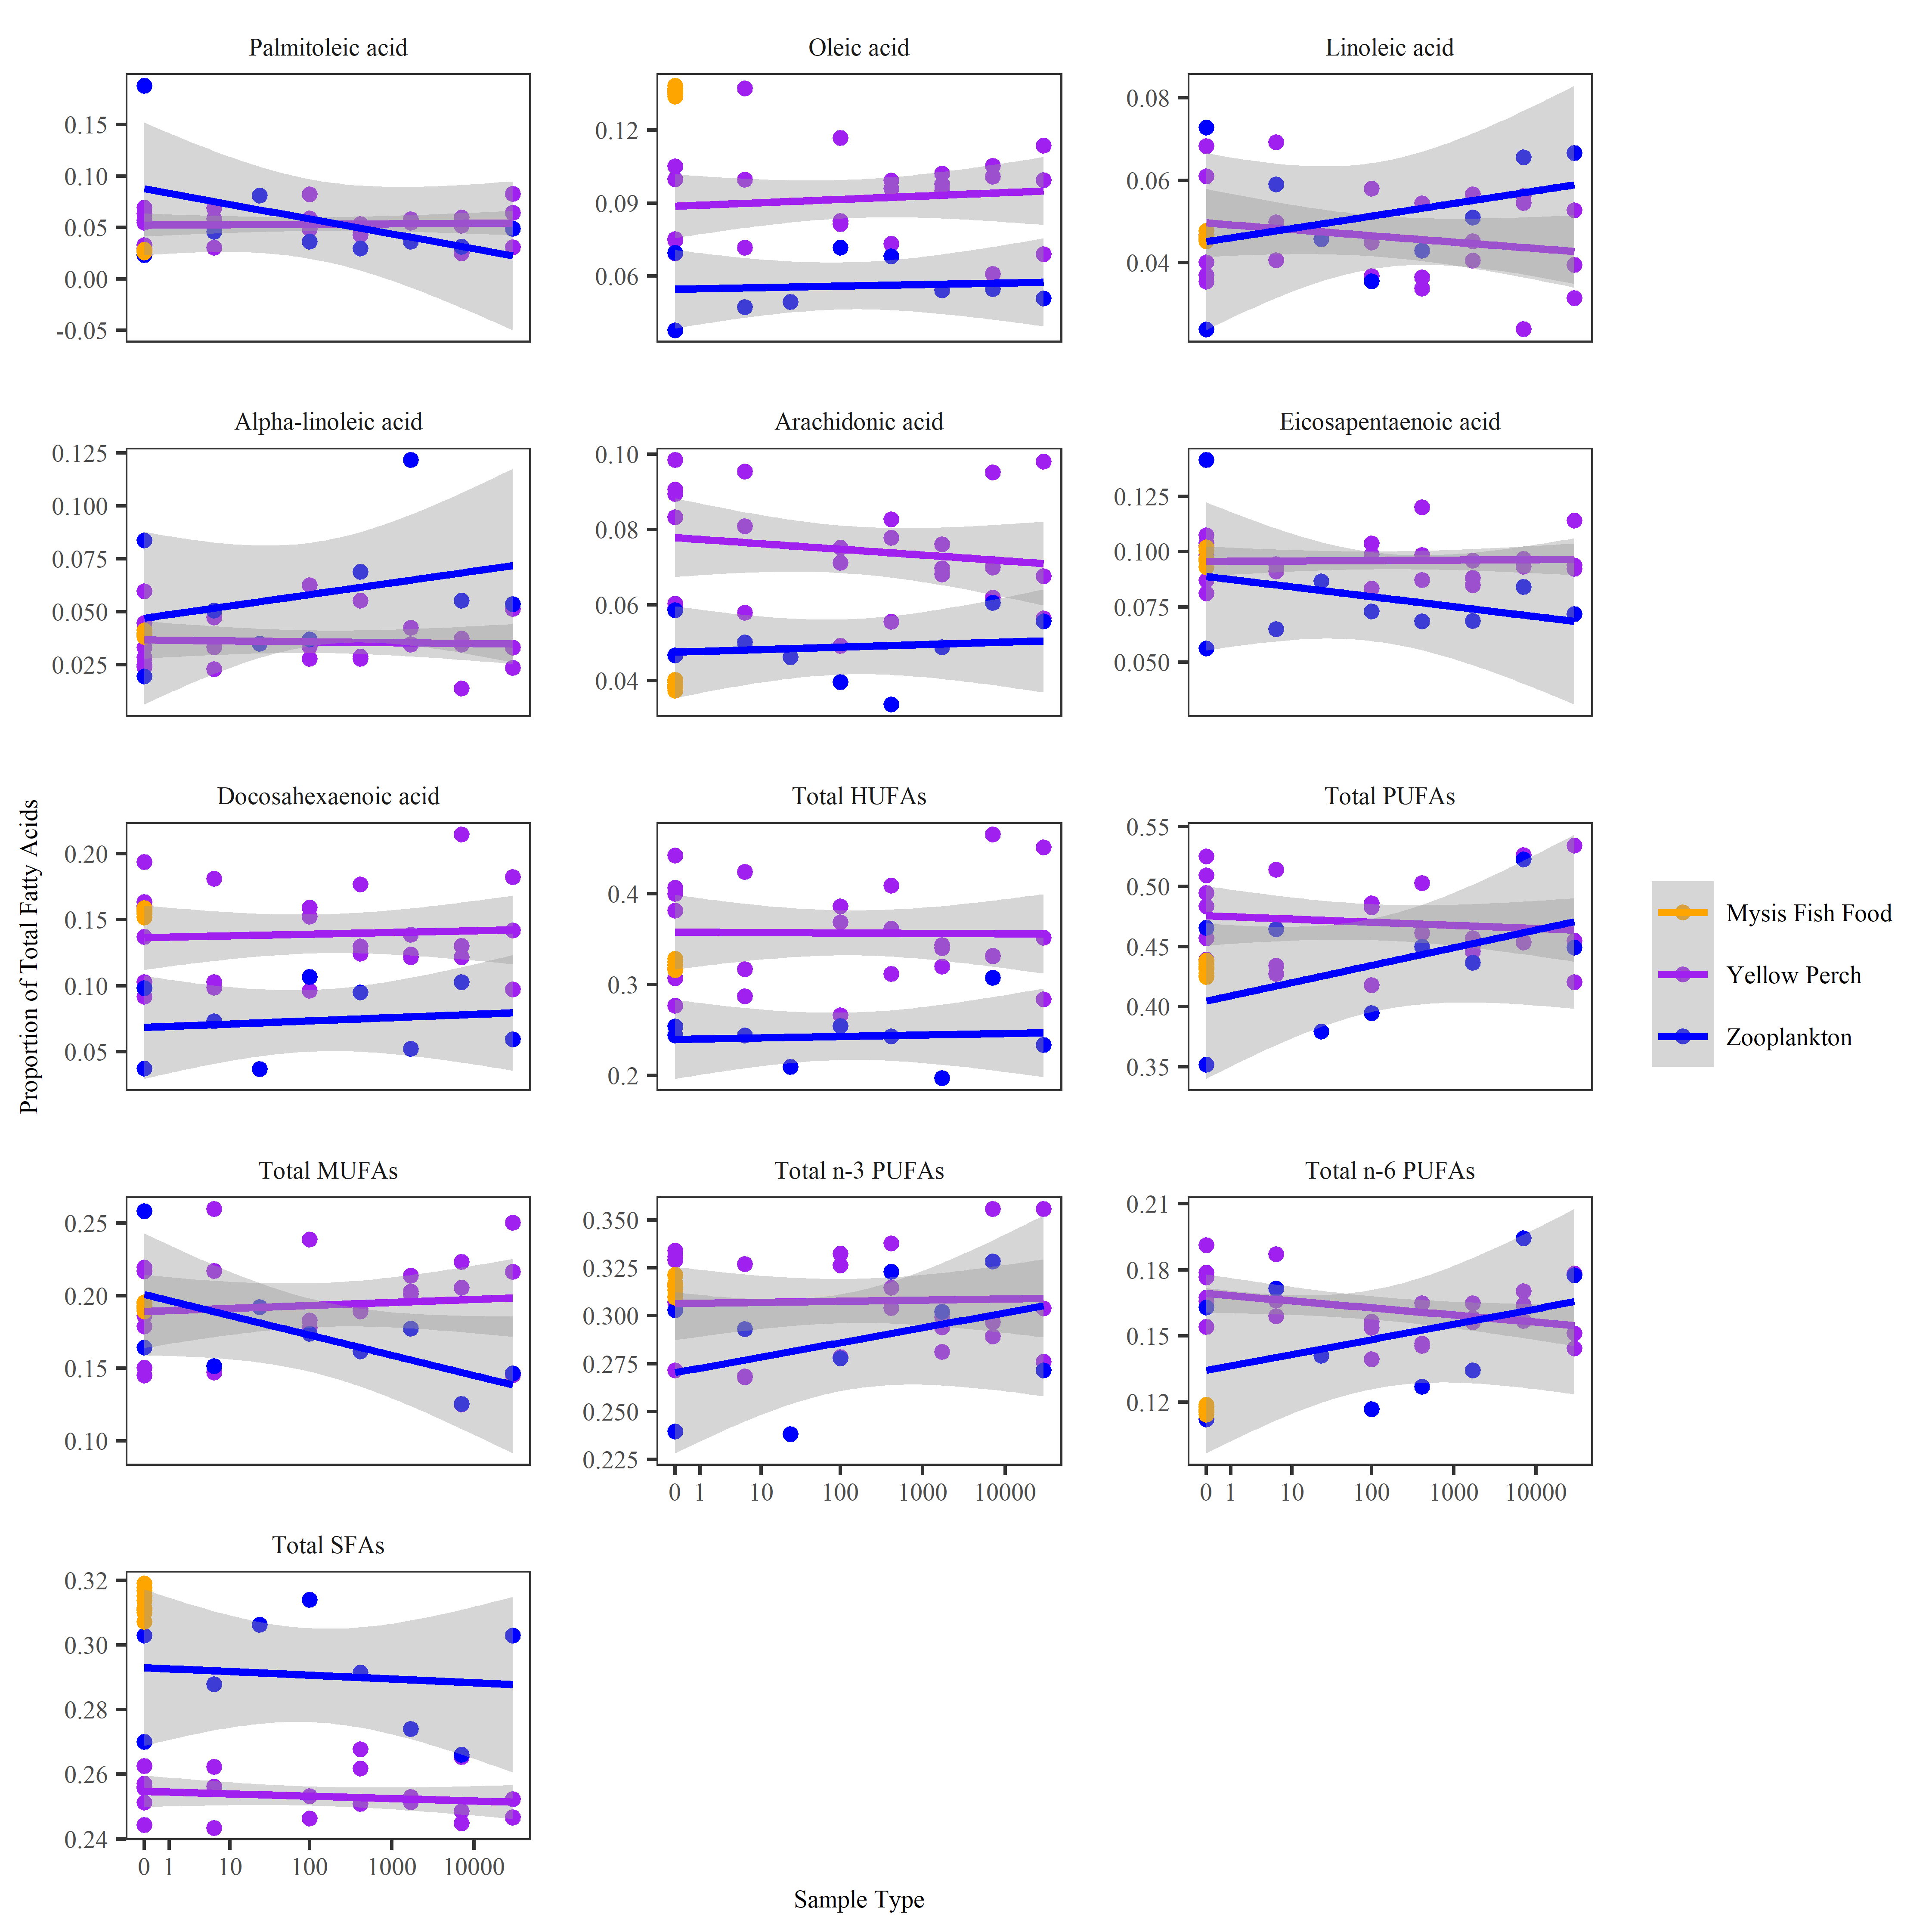 Palmitoleic acid
Oleic acid
Linoleic acid
0.15
0.10
0.05
0.00
-0.05
0.12
0.09
0.06
0.08
0.06
0.04
Alpha-linoleic acid
Arachidonic acid
Eicosapentaenoic acid
0.125
0.100
0.075
0.050
0.025
0.10
0.08
0.06
0.04
0.125
0.100
0.075
0.050
Docosahexaenoic acid
Total HUFAs
Total PUFAs
0.20
0.15
0.10
0.05
0.4
0.3
0.2
0.55
0.50
0.45
0.40
0.35
Proportion of Total Fatty Acids
Mysis Fish Food
Yellow Perch
Zooplankton
Total MUFAs
Total n-3 PUFAs
Total n-6 PUFAs
0.25
0.20
0.15
0.10
0.350
0.325
0.300
0.275
0.250
0.225
0.21
0.18
0.15
0.12
0 1 10 100 1000 10000
0 1 10 100 1000 10000
Total SFAs
0.32
0.30
0.28
0.26
0.24
0 1 10 100 1000 10000
Sample Type